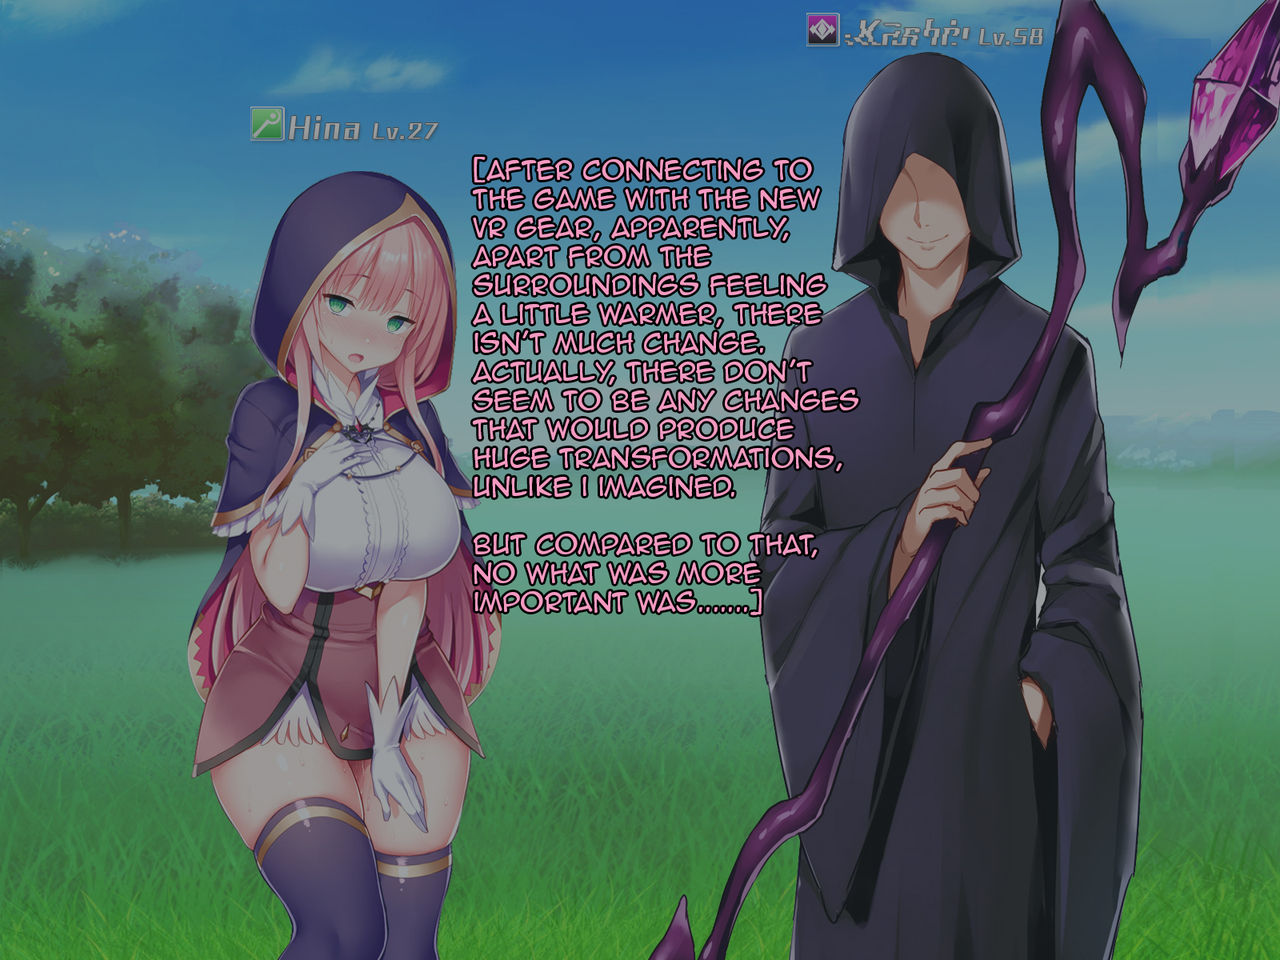 Hina Lv.27
Lv.58
[AFTER CONNECTING TO
THE GAME WITH THE NEW
VR GEAR, APPARENTLY,
APART FROM THE
SURROUNDINGS FEELING
A LITTLE WARMER, THERE
ISN'T MUCH CHANGE.
ACTUALLY, THERE DON'T
SEEM TO BE ANY CHANGES
THAT WOULD PRODUCE
HUGE TRANSFORMATIONS,
UNLIKE I IMAGINED.
BUT COMPARED TO THAT,
NO WHAT WAS MORE
IMPORTANT WAS.......]